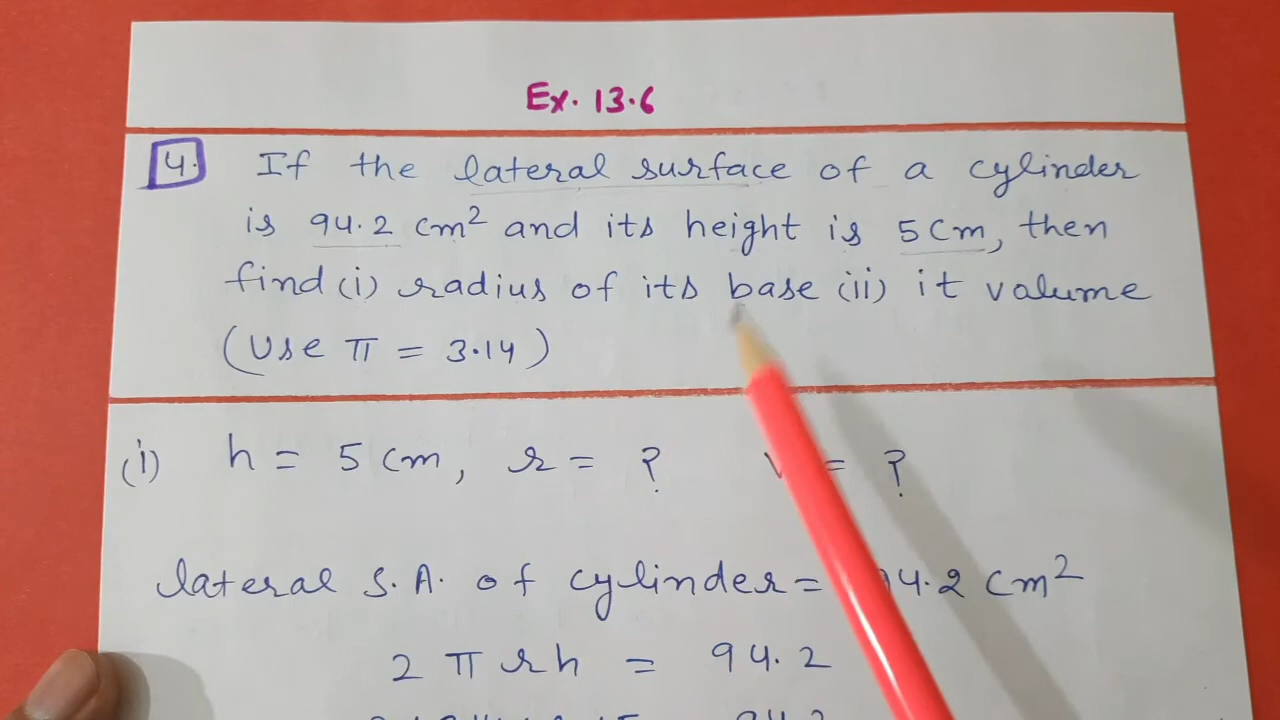 Ex. 13.6
4. If the lateral surface of a cylinder
is 94.2 cm² and its height is 5 cm, then
find (i) radius of its base (ii) it valume
(Use π = 3.14)
(i) h = 5 cm, r = ? = ?
lateral S.A. of cylinder = 4.2 cm²
2 π r h = 94.2